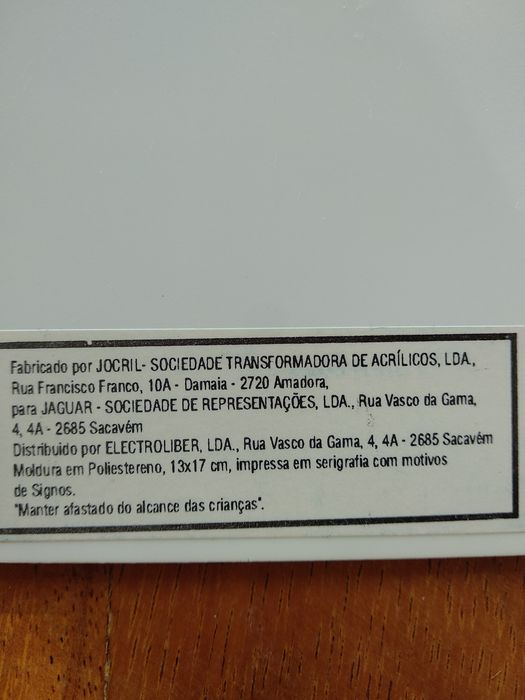 Fabricado por JOCRIL- SOCIEDADE TRANSFORMADORA DE ACRÍLICOS, LDA.,
Rua Francisco Franco, 10A - Damaia - 2720 Amadora,
para JAGUAR - SOCIEDADE DE REPRESENTAÇÕES, LDA., Rua Vasco da Gama,
4, 4A - 2685 Sacavém
Distribuido por ELECTROLIBER, LDA., Rua Vasco da Gama, 4, 4A - 2685 Sacavém
Moldura em Poliestereno, 13x17 cm, impressa em serigrafia com motivos
de Signos.
"Manter afastado do alcance das crianças".